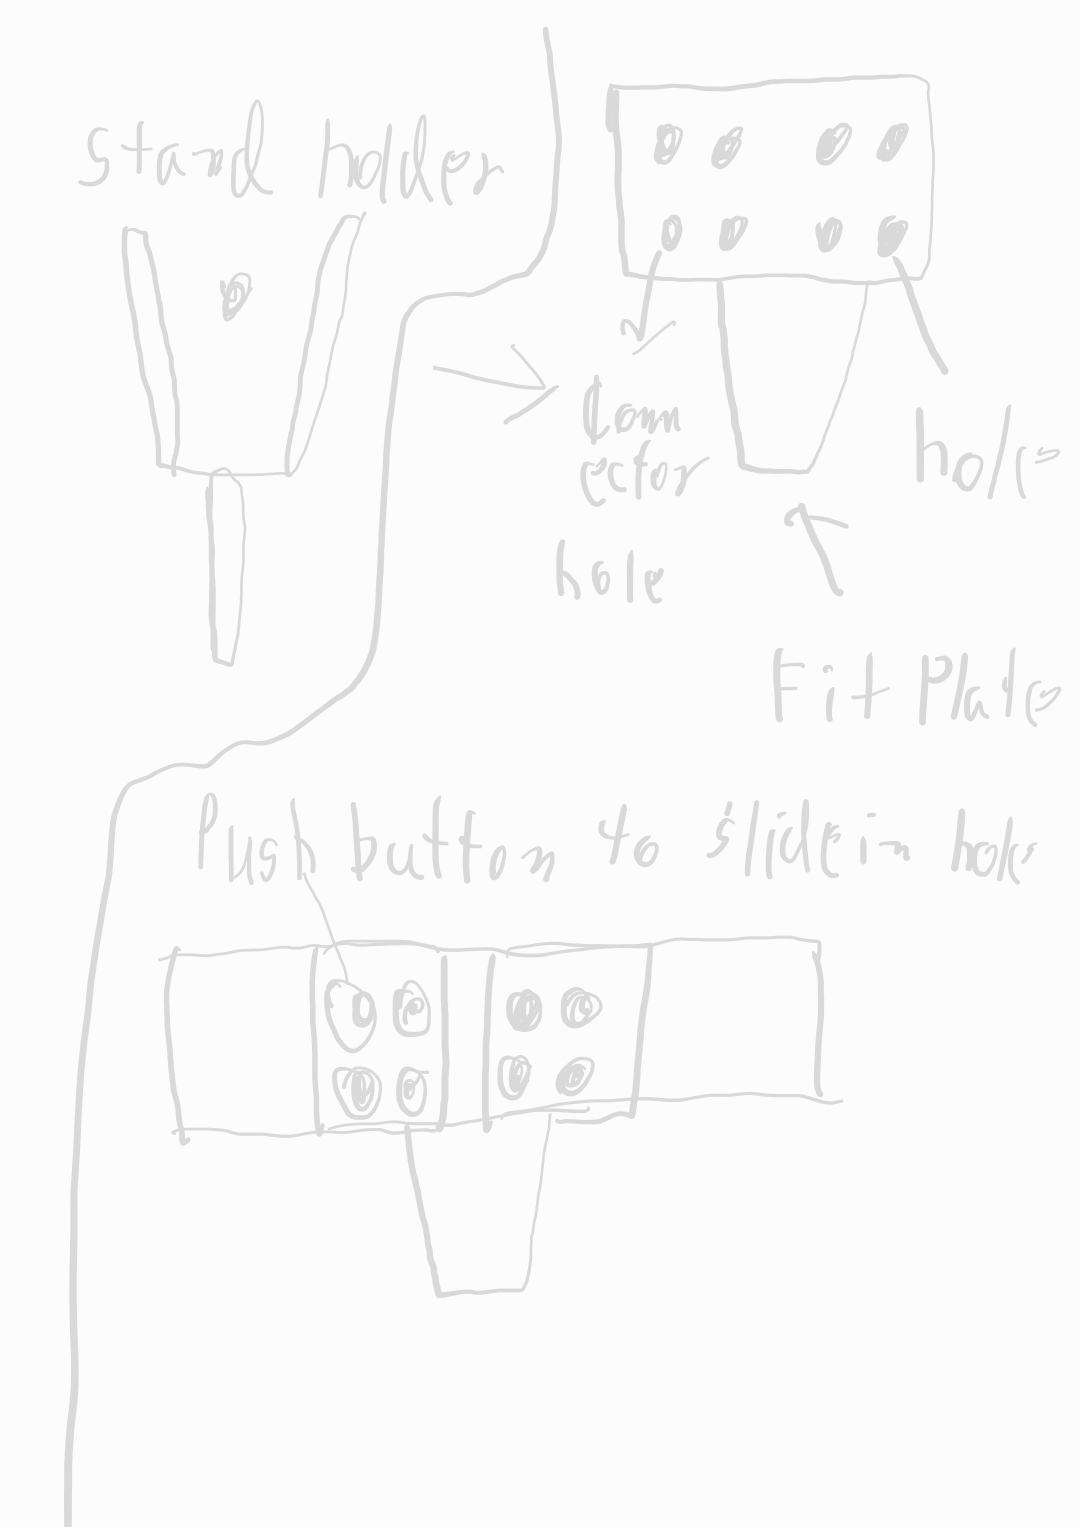 stand holder
Conn
ector
hole
hole
Fit Plate
Push button to slide in hole